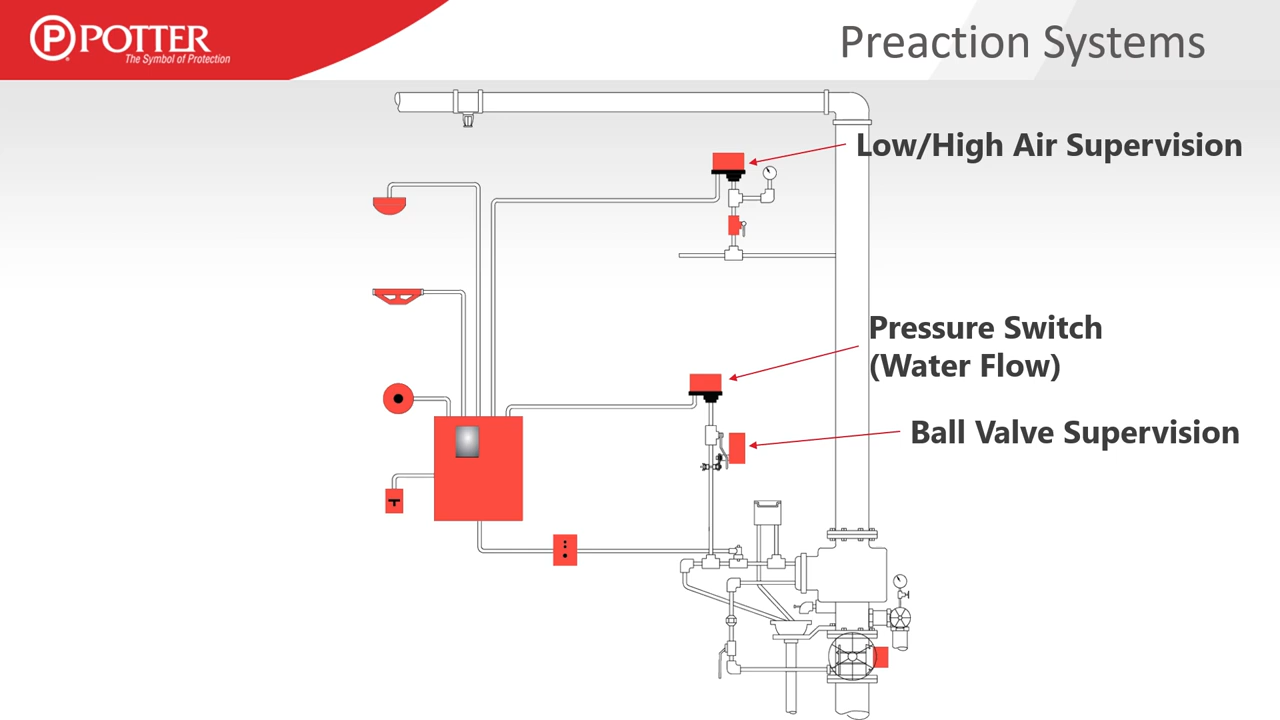 P POTTER
The Symbol of Protection
Preaction Systems
Low/High Air Supervision
Pressure Switch
(Water Flow)
Ball Valve Supervision